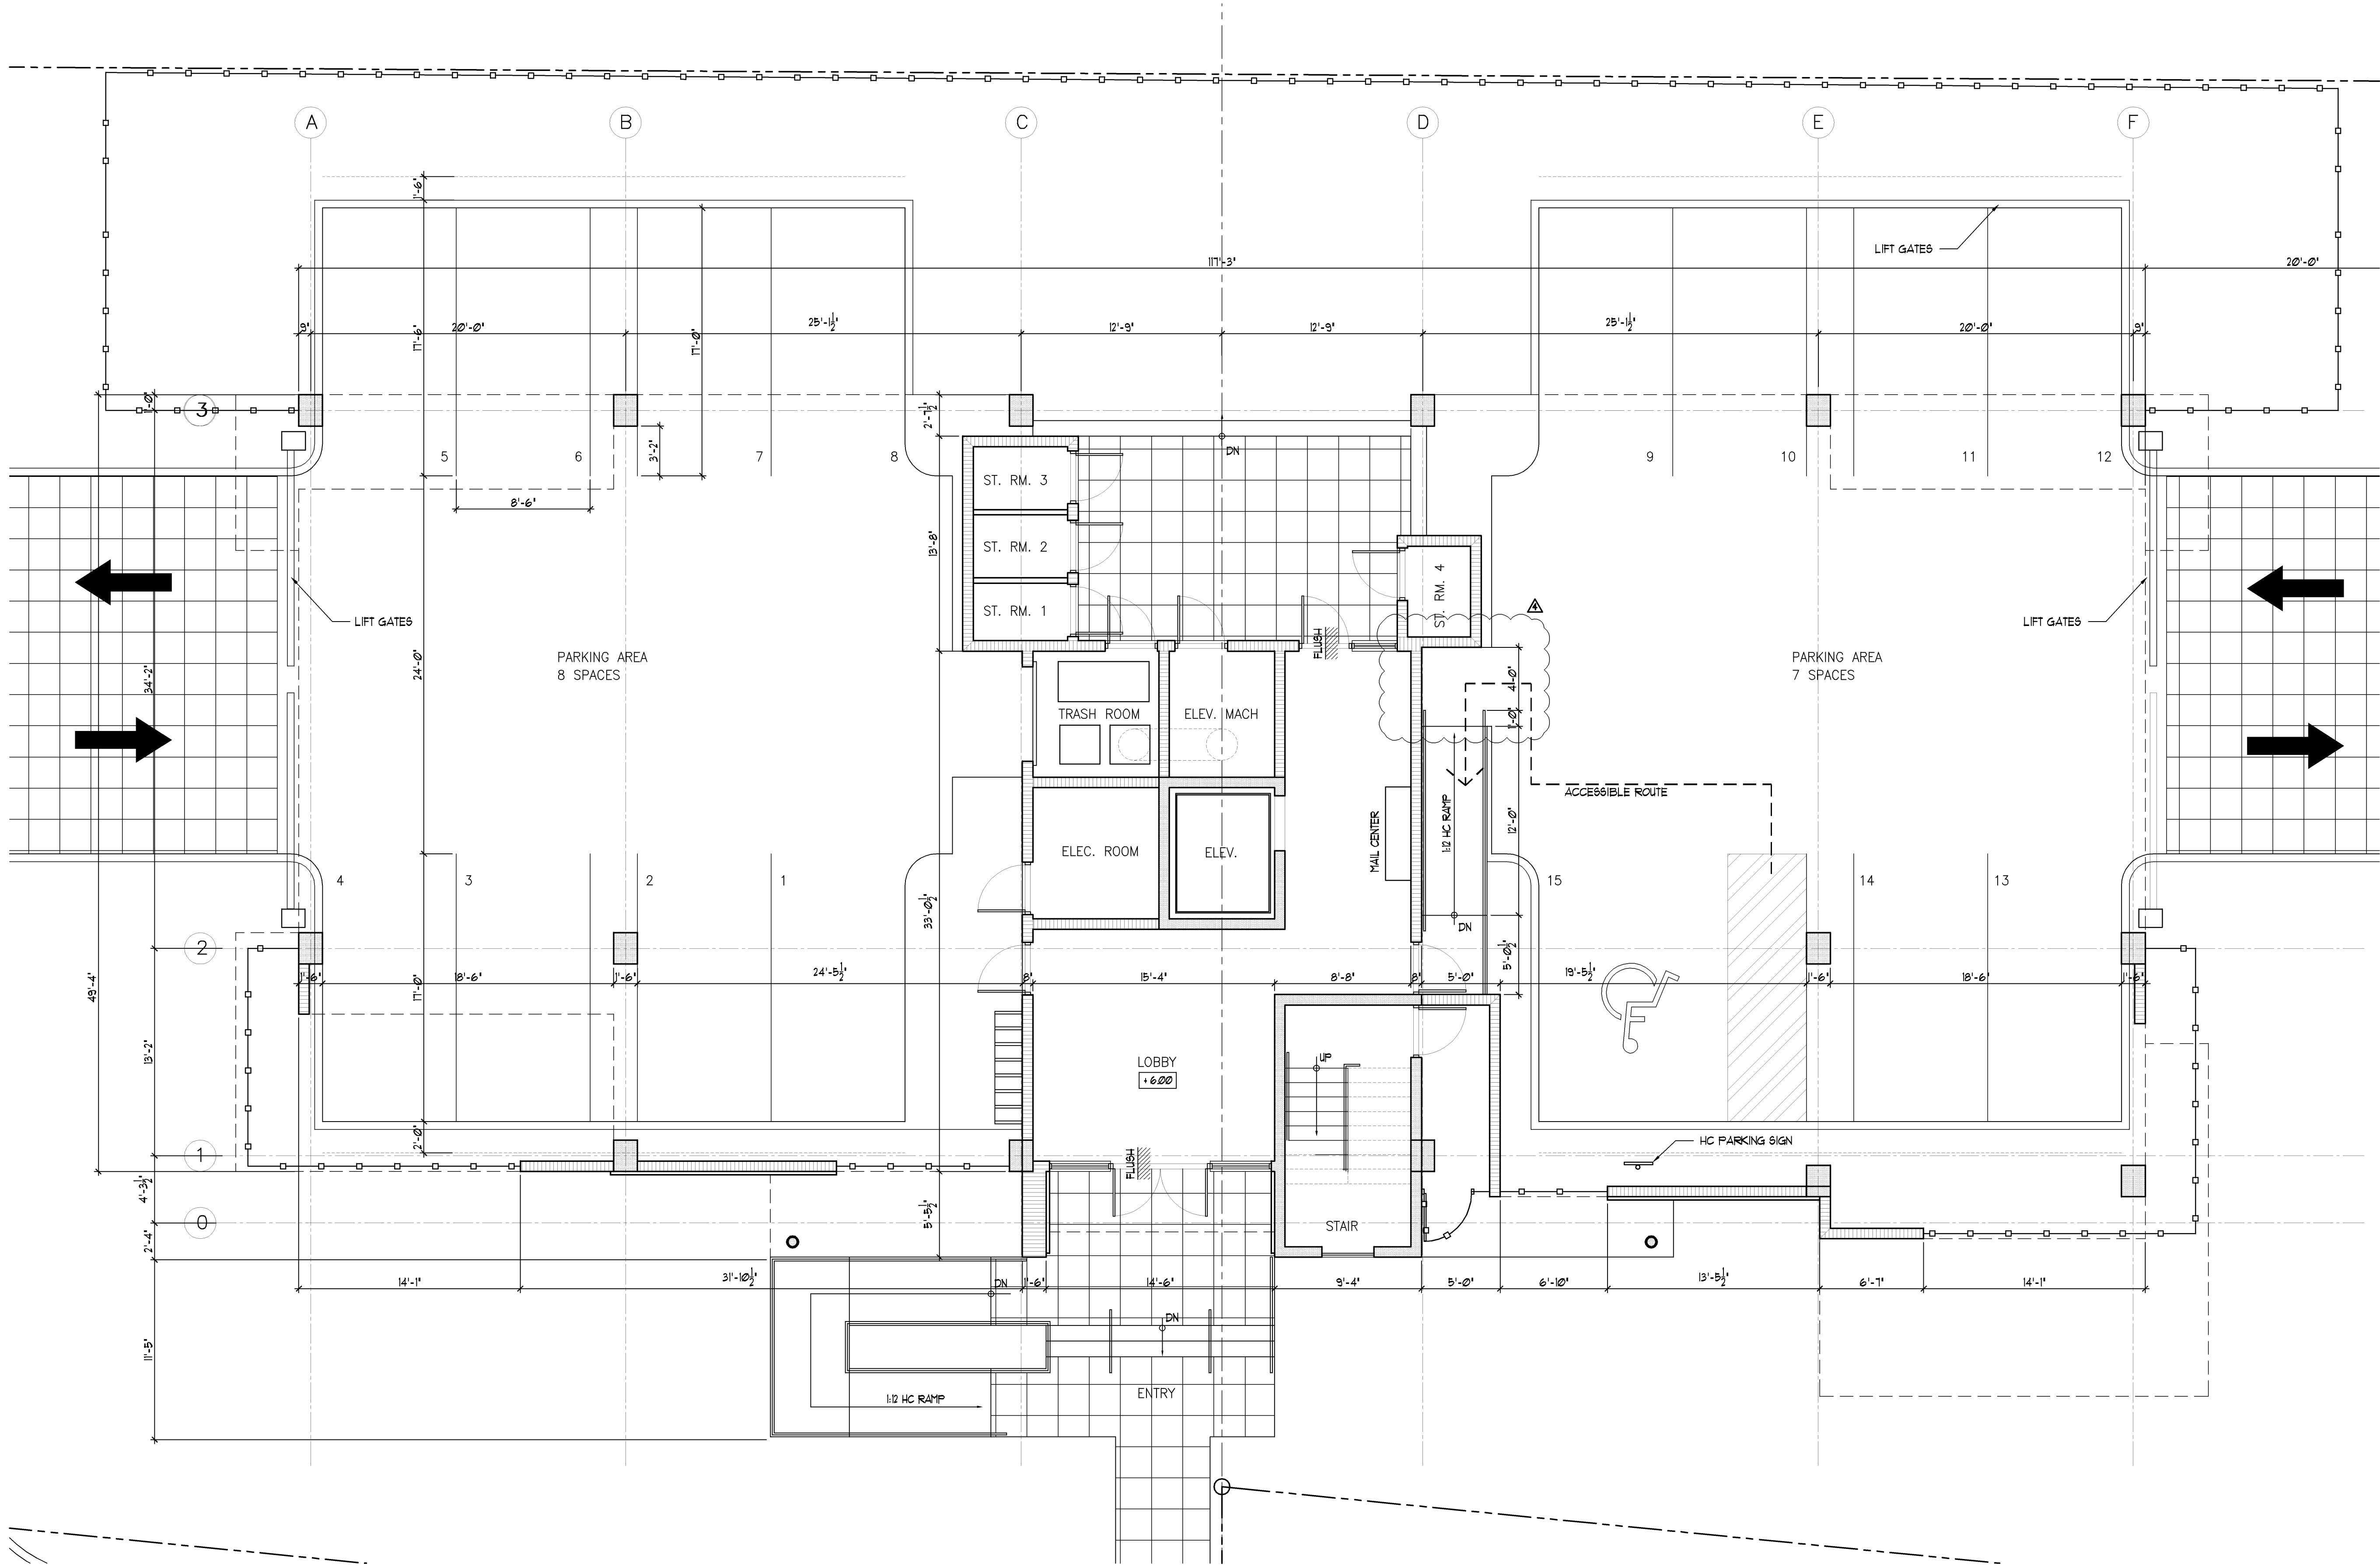 A
B
C
D
E
F
1'-6"
LIFT GATES
117'-3"
20'-0"
9"
20'-0"
25'-1½"
12'-9"
12'-9"
25'-1½"
20'-0"
9"
17'-6"
17'-0"
1'-0"
3
2'-7½"
3'-2"
5
6
7
8
9
10
11
12
DN
ST. RM. 3
8'-6"
13'-8"
ST. RM. 2
ST. RM. 4
ST. RM. 1
4
LIFT GATES
LIFT GATES
FLUSH
PARKING AREA
8 SPACES
PARKING AREA
7 SPACES
34'-2"
24'-0"
4'-0"
1'-0"
TRASH ROOM
ELEV. MACH
ACCESSIBLE ROUTE
1:12 HC RAMP
12'-0"
MAIL CENTER
ELEC. ROOM
ELEV.
4
3
2
1
15
14
13
33'-0½"
DN
2
5'-0½"
49'-4"
1'-6"
18'-6"
1'-6"
24'-5½"
8"
15'-4"
8'-8"
8"
5'-0"
19'-5½"
1'-6"
18'-6"
1'-6"
17'-0"
13'-2"
LOBBY
+6.00
UP
2'-0"
HC PARKING SIGN
1
FLUSH
4'-3½"
5'-5½"
0
STAIR
2'-4"
14'-1"
31'-10½"
DN
1'-6"
14'-6"
9'-4"
5'-0"
6'-10"
13'-5½"
6'-7"
14'-1"
DN
11'-5"
1:12 HC RAMP
ENTRY